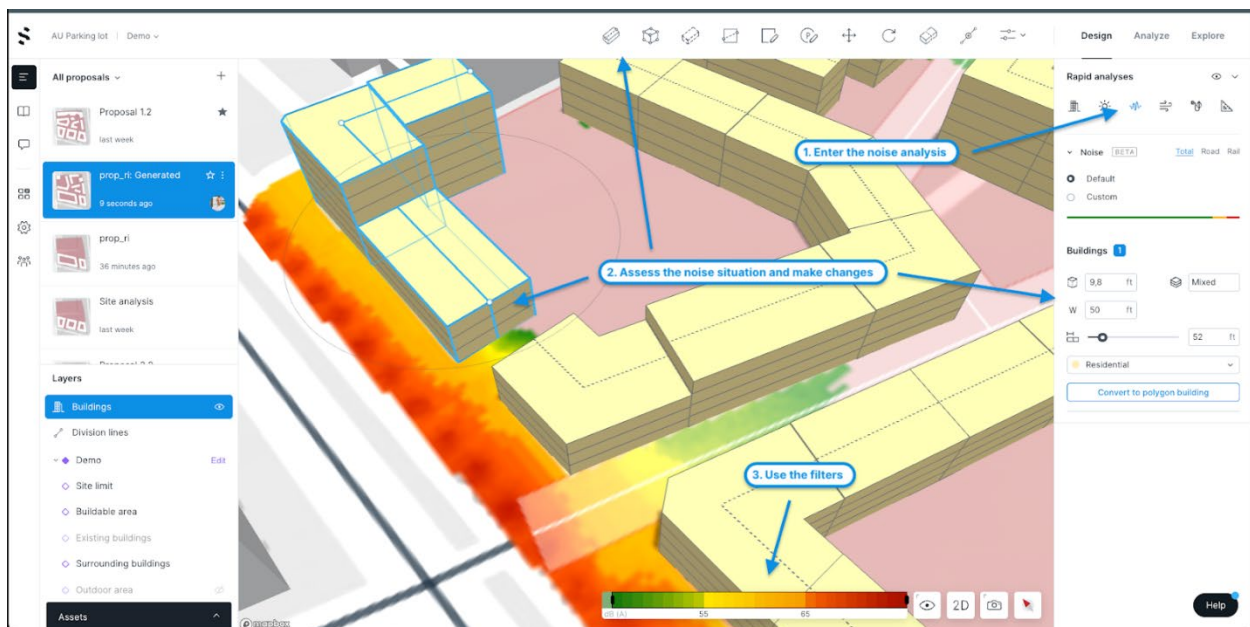 AU Parking lot
Demo
Design
Analyze
Explore
All proposals
Proposal 1.2
last week
prop_ri: Generated
9 seconds ago
prop_ri
36 minutes ago
Site analysis
last week
Layers
Buildings
Division lines
Demo
Edit
Site limit
Buildable area
Existing buildings
Surrounding buildings
Outdoor area
Assets
1. Enter the noise analysis
2. Assess the noise situation and make changes
3. Use the filters
dB (A)
55
65
2D
mapbox
Rapid analyses
Noise BETA Total Road Rail
Default
Custom
Buildings 1
9,8 ft
Mixed
W 50 ft
52 ft
Residential
Convert to polygon building
Help